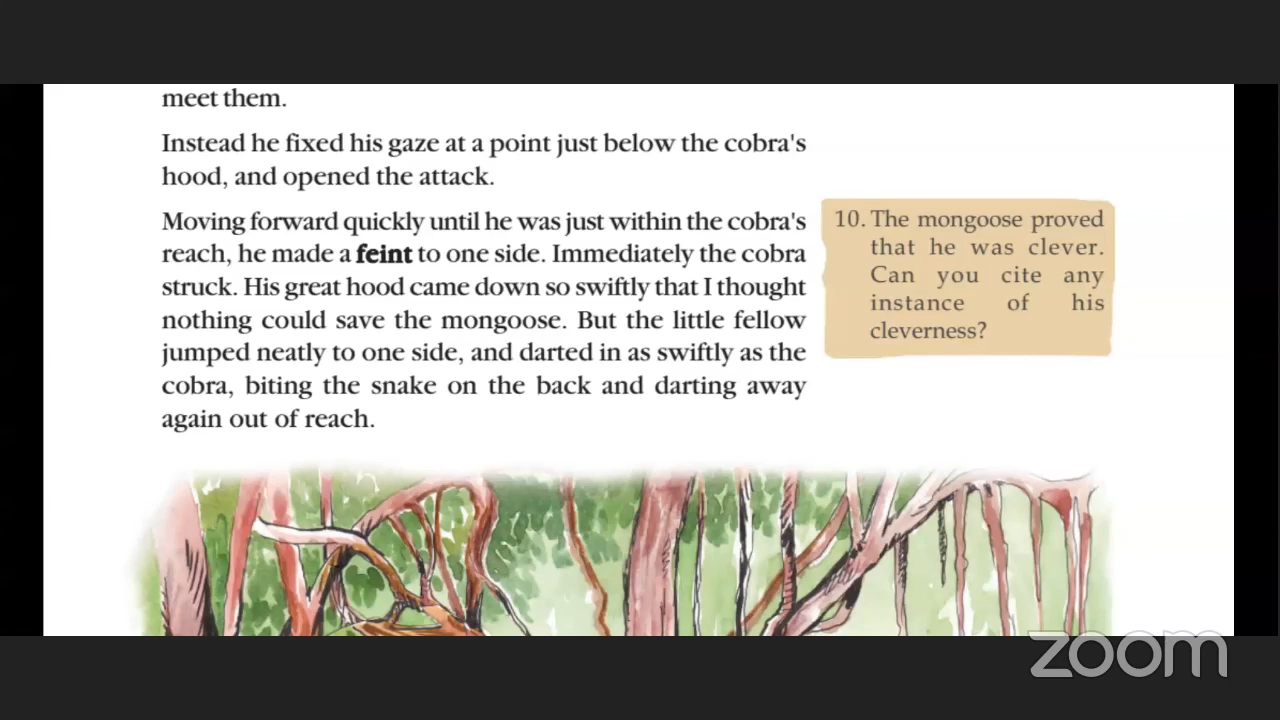 meet them.
Instead he fixed his gaze at a point just below the cobra's
hood, and opened the attack.
Moving forward quickly until he was just within the cobra's
reach, he made a feint to one side. Immediately the cobra
struck. His great hood came down so swiftly that I thought
nothing could save the mongoose. But the little fellow
jumped neatly to one side, and darted in as swiftly as the
cobra, biting the snake on the back and darting away
again out of reach.
10. The mongoose proved
that he was clever.
Can you cite any
instance of his
cleverness?
zoom